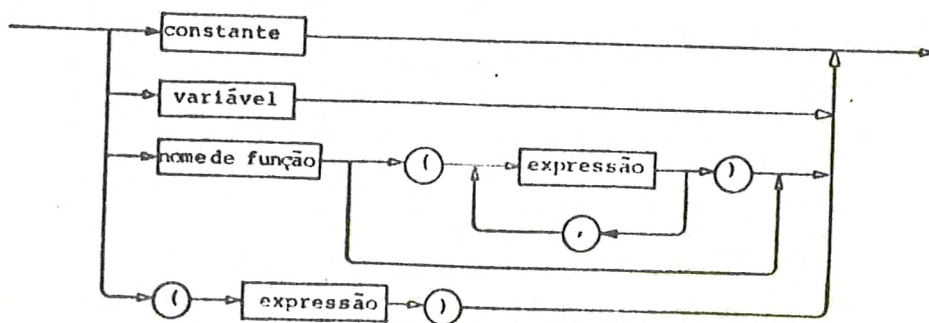 constante
variável
nome de função ( expressão )
,
( expressão )